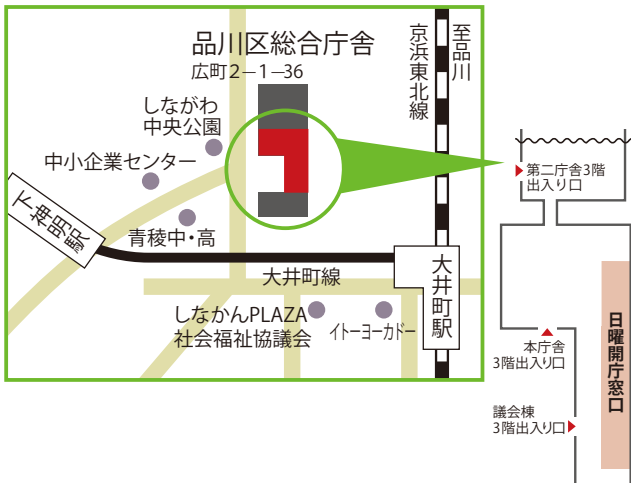 品川区総合庁舎
広町2−1−36
京浜東北線
至品川
しながわ
中央公園
中小企業センター
下神明駅
青稜中・高
大井町線
大井町駅
しなかんPLAZA
社会福祉協議会
イトーヨーカドー
第二庁舎3階
出入り口
日曜開庁窓口
本庁舎
3階出入り口
議会棟
3階出入り口